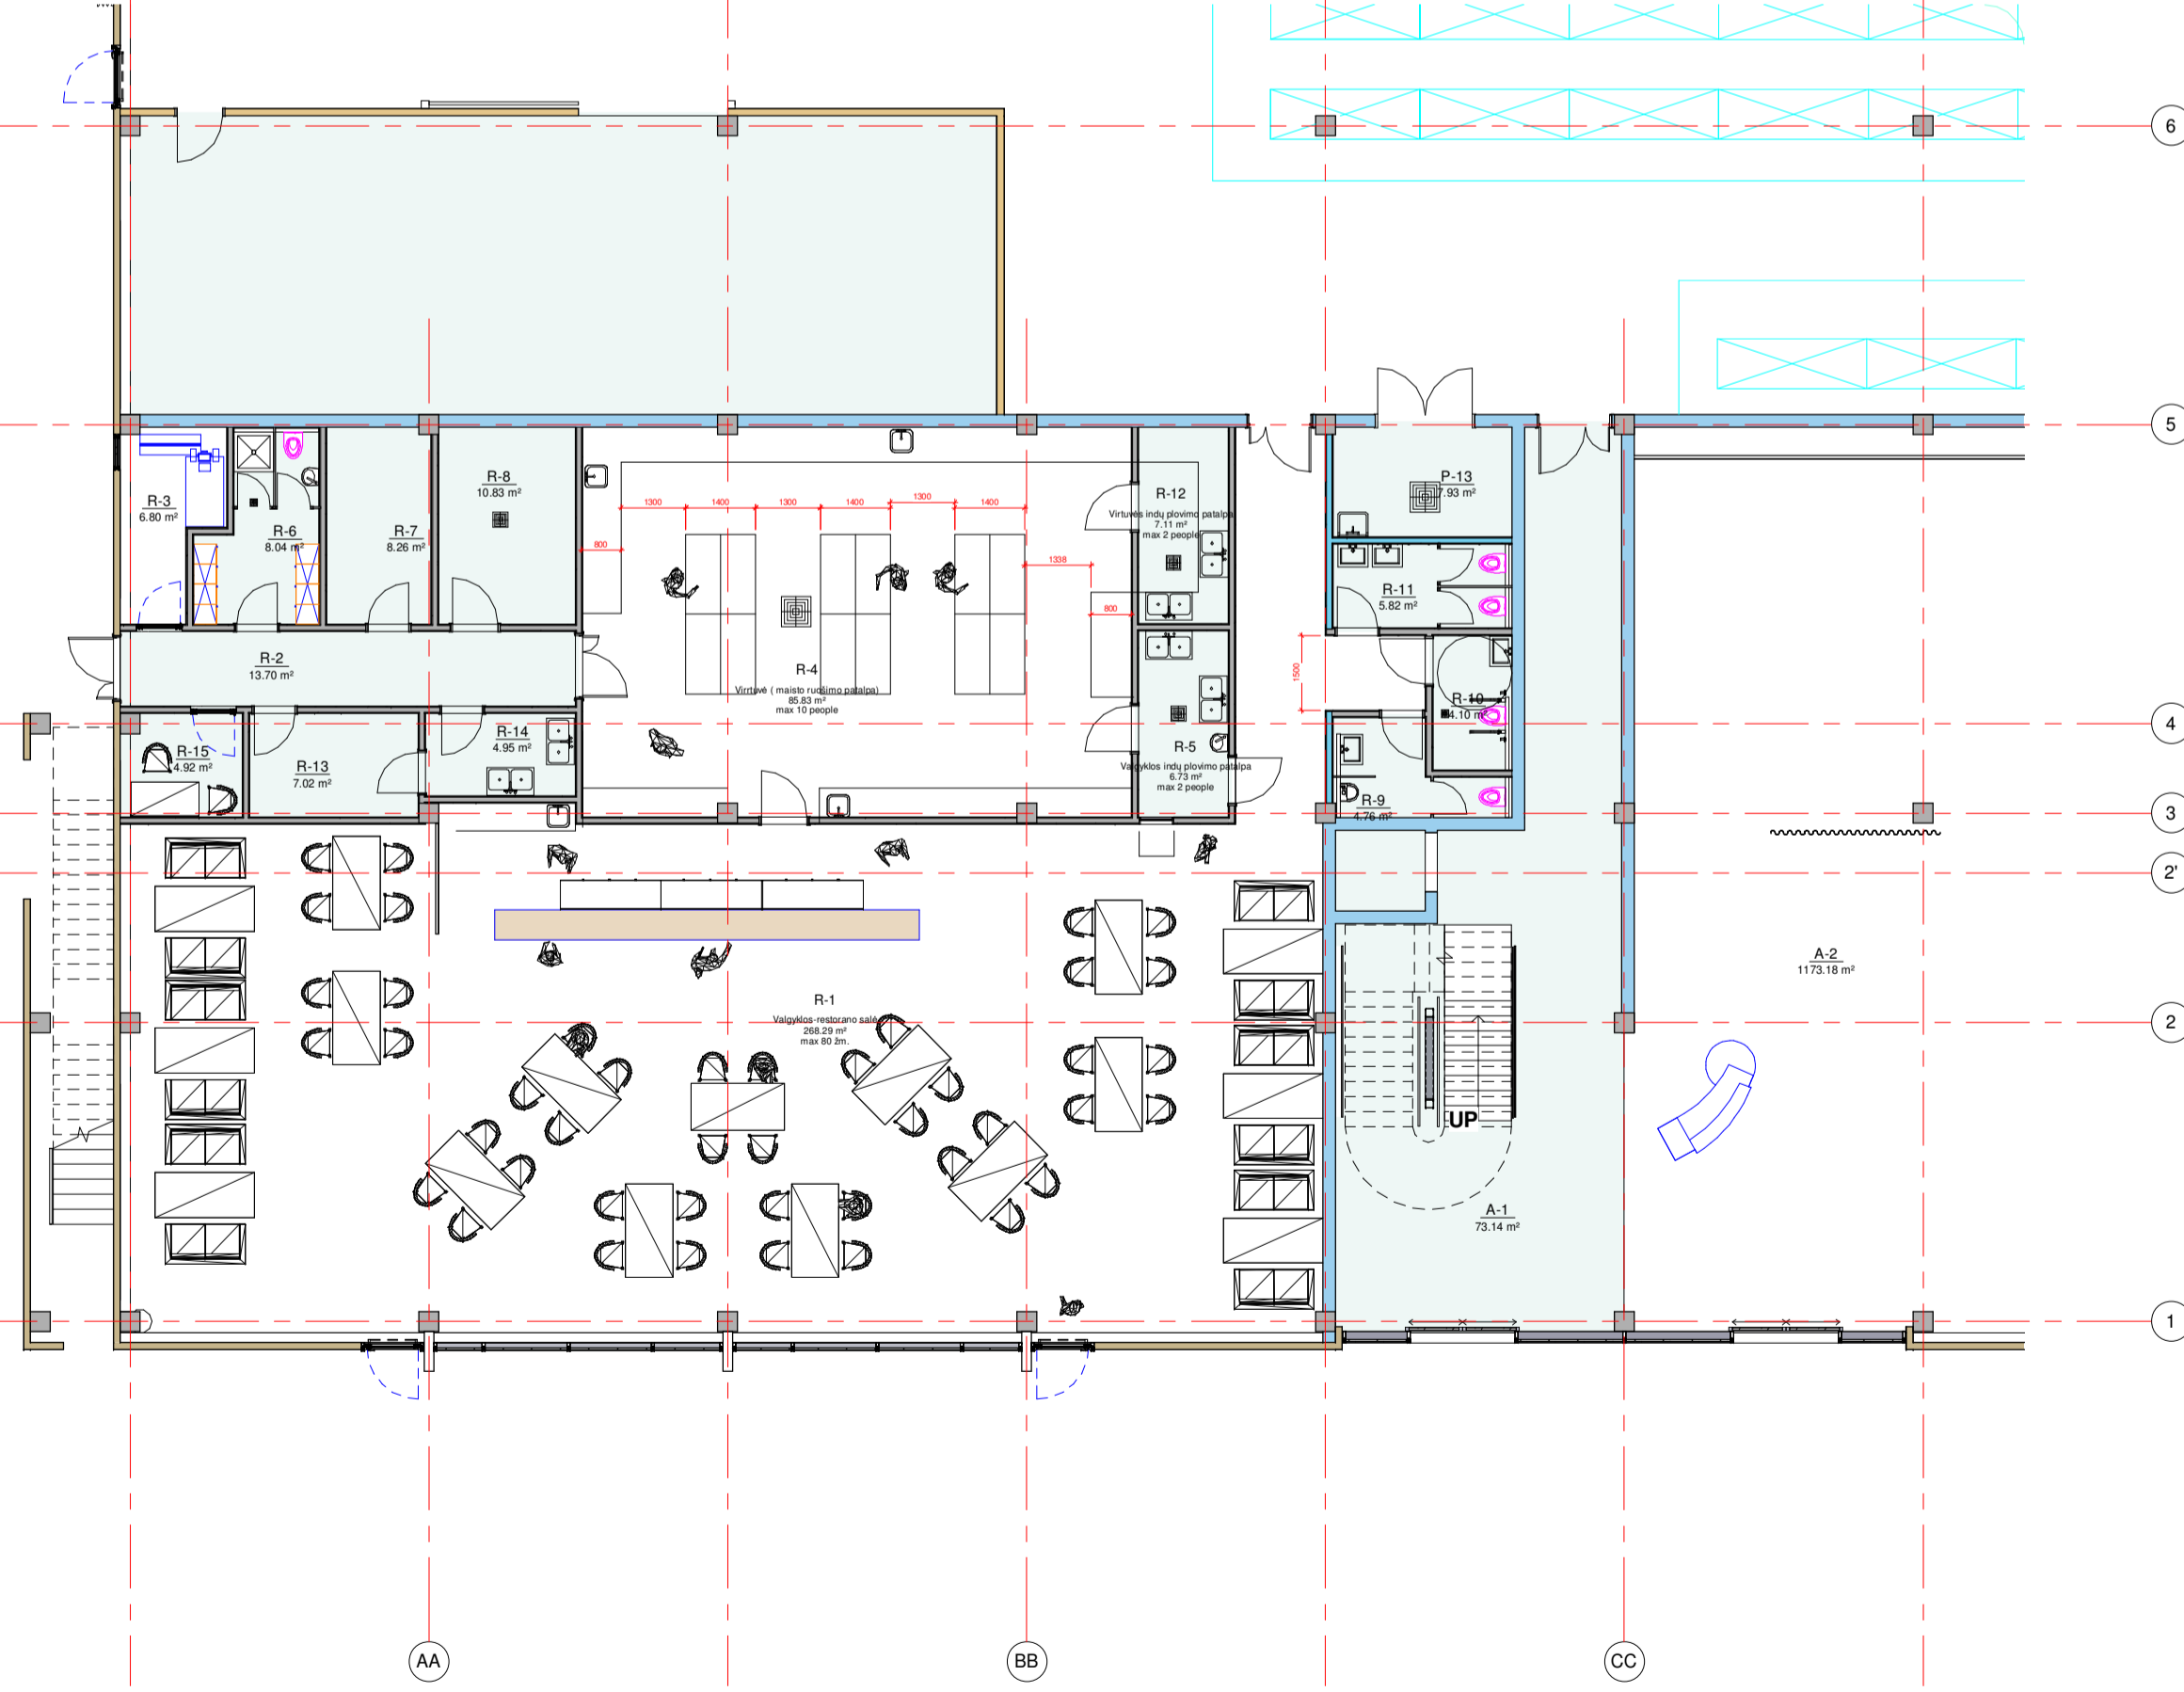 6
5
R-3
6.80 m²
R-6
8.04 m²
R-7
8.26 m²
R-8
10.83 m²
1300
1400
1300
1400
1300
1400
800
1338
800
R-12
Virtuvės indų plovimo patalpa
7.11 m²
max 2 people
P-13
7.93 m²
R-11
5.82 m²
R-2
13.70 m²
R-4
Virrtuvė ( maisto ruošimo patalpa)
85.83 m²
max 10 people
1500
R-10
4.10 m²
4
R-15
4.92 m²
R-13
7.02 m²
R-14
4.95 m²
R-5
Valgyklos indų plovimo patalpa
6.73 m²
max 2 people
R-9
4.76 m²
3
2'
A-2
1173.18 m²
R-1
Valgyklos-restorano salė
268.29 m²
max 80 žm.
2
UP
A-1
73.14 m²
1
AA
BB
CC